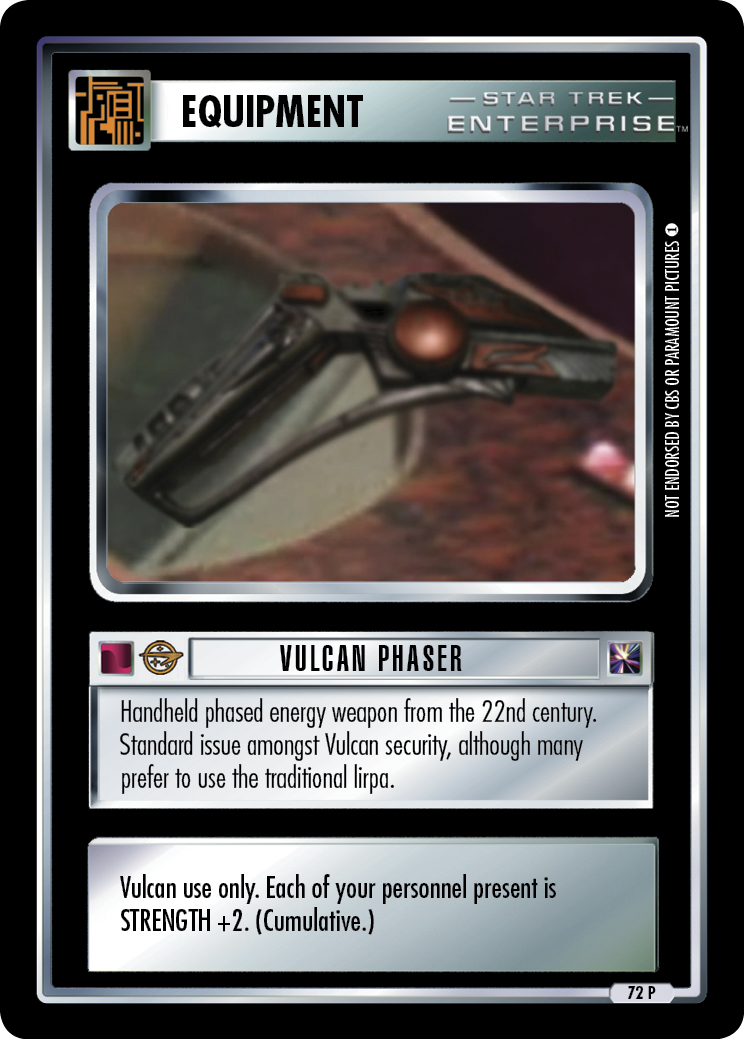 EQUIPMENT
— STAR TREK —
ENTERPRISE™
NOT ENDORSED BY CBS OR PARAMOUNT PICTURES 1
VULCAN PHASER
Handheld phased energy weapon from the 22nd century.
Standard issue amongst Vulcan security, although many
prefer to use the traditional lirpa.
Vulcan use only. Each of your personnel present is
STRENGTH +2. (Cumulative.)
72 P